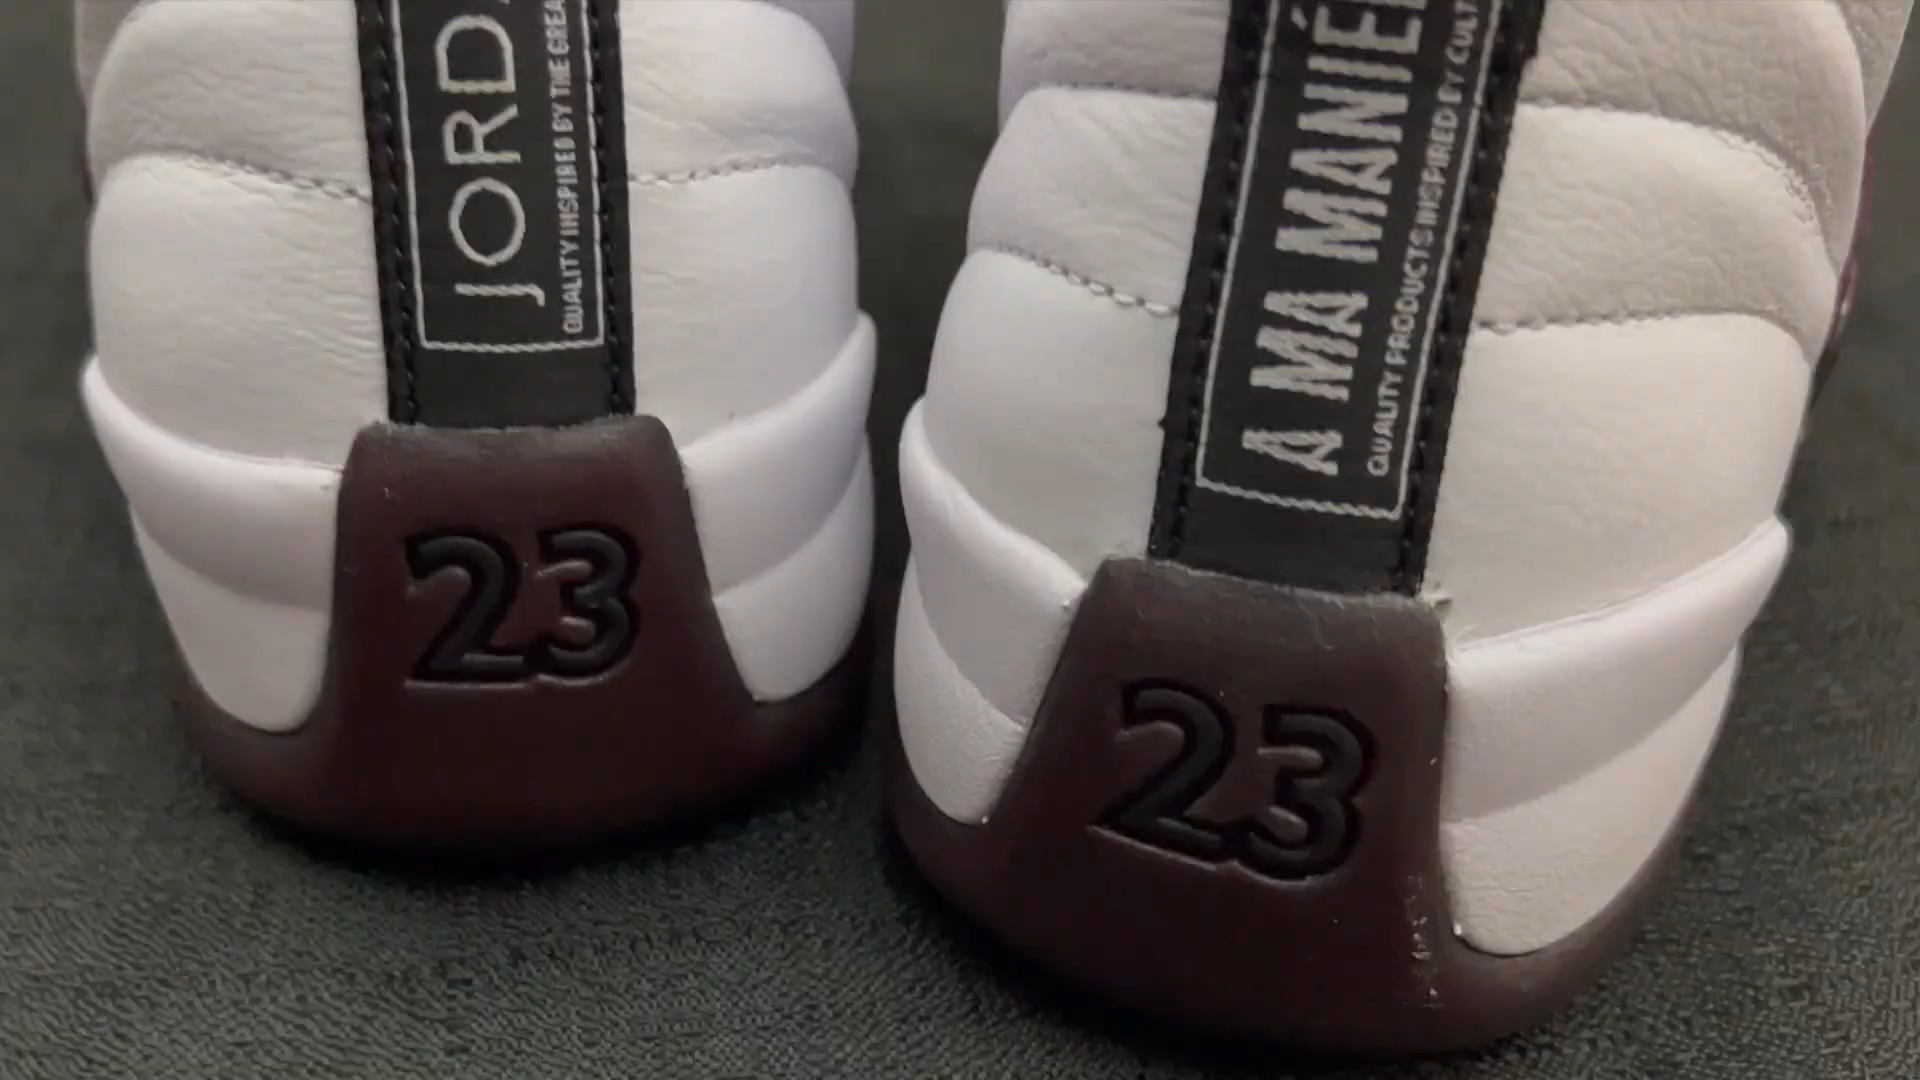 JORD
QUALITY INSPIRED BY THE GREA
23
A MA MANIÉ
QUALITY PRODUCTS INSPIRED BY CULT
23